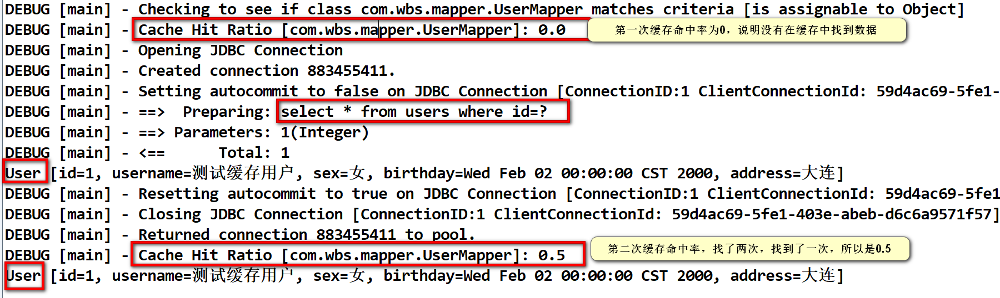 DEBUG [main] - Checking to see if class com.wbs.mapper.UserMapper matches criteria [is assignable to Object]
DEBUG [main] - Cache Hit Ratio [com.wbs.mapper.UserMapper]: 0.0
第一次缓存命中率为0，说明没有在缓存中找到数据
DEBUG [main] - Opening JDBC Connection
DEBUG [main] - Created connection 883455411.
DEBUG [main] - Setting autocommit to false on JDBC Connection [ConnectionID:1 ClientConnectionId: 59d4ac69-5fe1-
DEBUG [main] - ==>  Preparing: select * from users where id=?
DEBUG [main] - ==> Parameters: 1(Integer)
DEBUG [main] - <==      Total: 1
User [id=1, username=测试缓存用户, sex=女, birthday=Wed Feb 02 00:00:00 CST 2000, address=大连]
DEBUG [main] - Resetting autocommit to true on JDBC Connection [ConnectionID:1 ClientConnectionId: 59d4ac69-5fe1
DEBUG [main] - Closing JDBC Connection [ConnectionID:1 ClientConnectionId: 59d4ac69-5fe1-403e-abeb-d6c6a9571f57]
DEBUG [main] - Returned connection 883455411 to pool.
DEBUG [main] - Cache Hit Ratio [com.wbs.mapper.UserMapper]: 0.5
第二次缓存命中率，找了两次，找到了一次，所以是0.5
User [id=1, username=测试缓存用户, sex=女, birthday=Wed Feb 02 00:00:00 CST 2000, address=大连]